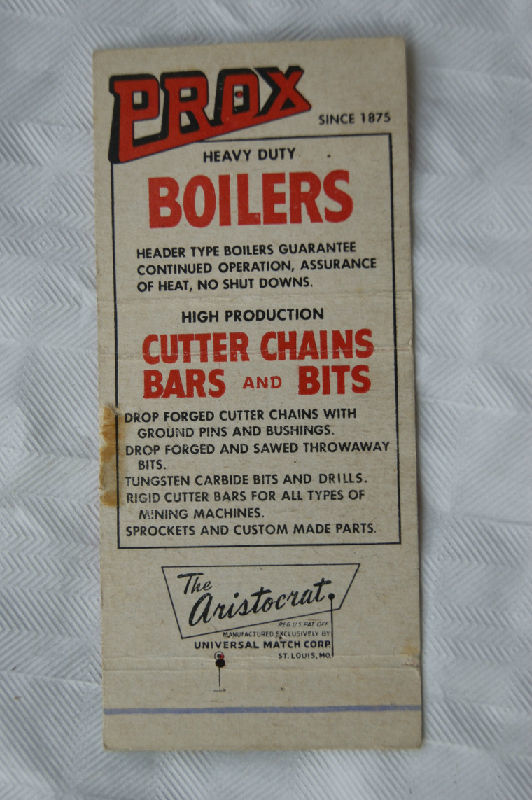 PROX
SINCE 1875
HEAVY DUTY
BOILERS
HEADER TYPE BOILERS GUARANTEE
CONTINUED OPERATION, ASSURANCE
OF HEAT, NO SHUT DOWNS.
HIGH PRODUCTION
CUTTER CHAINS
BARS AND BITS
DROP FORGED CUTTER CHAINS WITH
GROUND PINS AND BUSHINGS.
DROP FORGED AND SAWED THROWAWAY
BITS.
TUNGSTEN CARBIDE BITS AND DRILLS.
RIGID CUTTER BARS FOR ALL TYPES OF
MINING MACHINES.
SPROCKETS AND CUSTOM MADE PARTS.
The
Aristocrat
REG. U.S. PAT. OFF.
MANUFACTURED EXCLUSIVELY BY
UNIVERSAL MATCH CORP.
ST. LOUIS, MO.